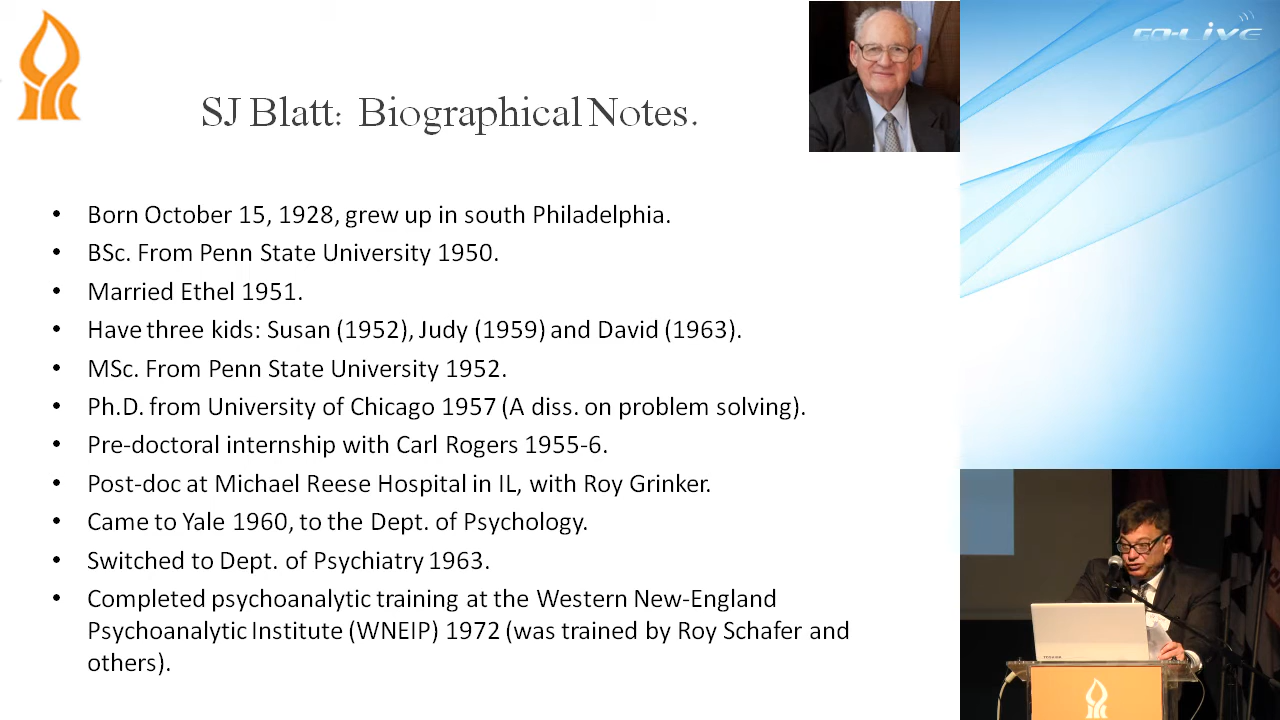 GO-LIVE
SJ Blatt: Biographical Notes.
• Born October 15, 1928, grew up in south Philadelphia.
• BSc. From Penn State University 1950.
• Married Ethel 1951.
• Have three kids: Susan (1952), Judy (1959) and David (1963).
• MSc. From Penn State University 1952.
• Ph.D. from University of Chicago 1957 (A diss. on problem solving).
• Pre-doctoral internship with Carl Rogers 1955-6.
• Post-doc at Michael Reese Hospital in IL, with Roy Grinker.
• Came to Yale 1960, to the Dept. of Psychology.
• Switched to Dept. of Psychiatry 1963.
• Completed psychoanalytic training at the Western New-England
Psychoanalytic Institute (WNEIP) 1972 (was trained by Roy Schafer and
others).
TOSHIBA